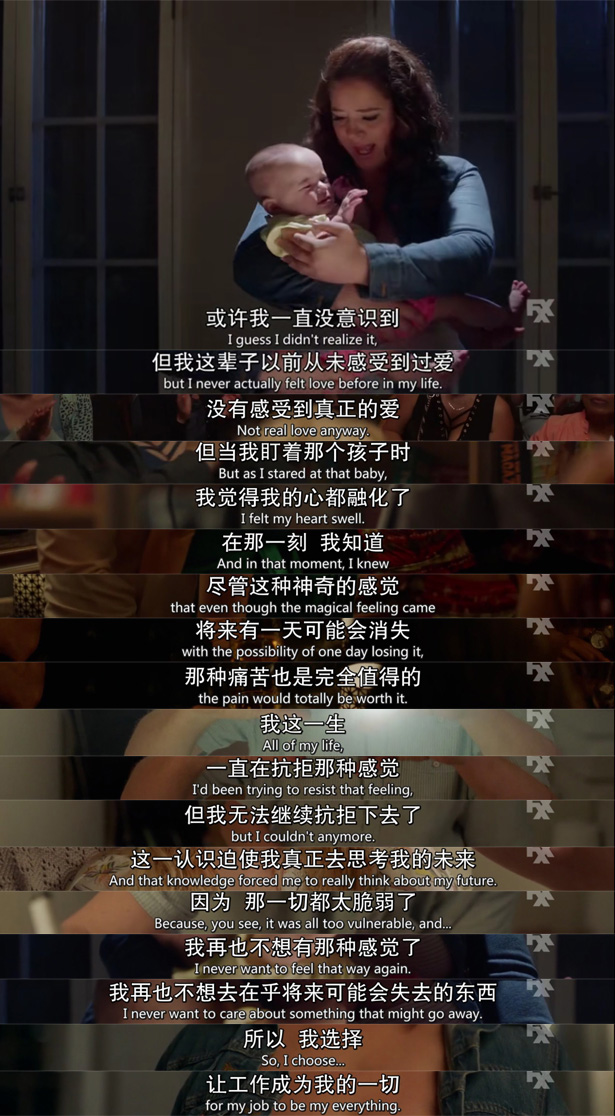 或许我一直没意识到
I guess I didn't realize it,
但我这辈子以前从未感受到过爱
but I never actually felt love before in my life.
没有感受到真正的爱
Not real love anyway.
但当我盯着那个孩子时
But as I stared at that baby,
我觉得我的心都融化了
I felt my heart swell.
在那一刻 我知道
And in that moment, I knew
尽管这种神奇的感觉
that even though the magical feeling came
将来有一天可能会消失
with the possibility of one day losing it,
那种痛苦也是完全值得的
the pain would totally be worth it.
我这一生
All of my life,
一直在抗拒那种感觉
I'd been trying to resist that feeling,
但我无法继续抗拒下去了
but I couldn't anymore.
这一认识迫使我真正去思考我的未来
And that knowledge forced me to really think about my future.
因为 那一切都太脆弱了
Because, you see, it was all too vulnerable, and...
我再也不想有那种感觉了
I never want to feel that way again.
我再也不想去在乎将来可能会失去的东西
I never want to care about something that might go away.
所以 我选择
So, I choose...
让工作成为我的一切
for my job to be my everything.